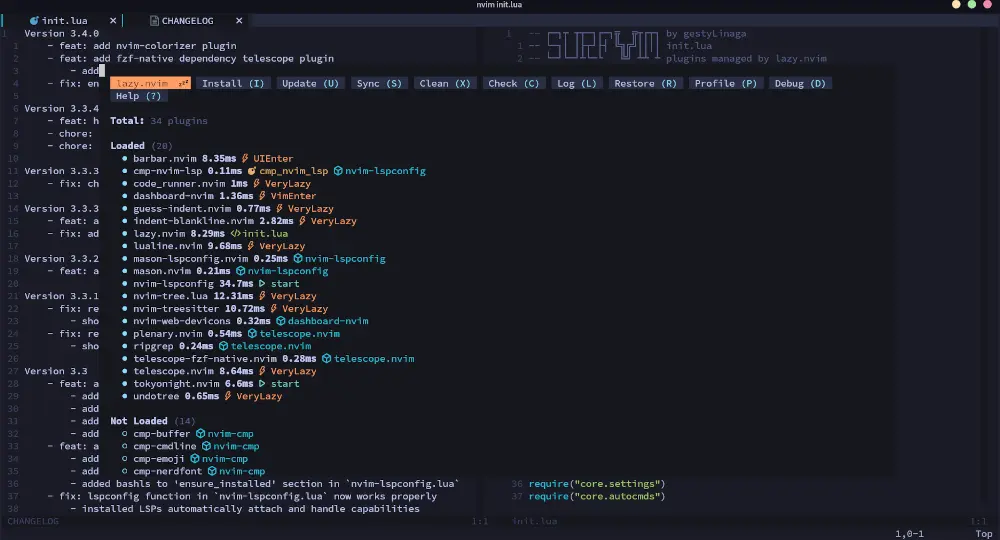 nvim init.lua
init.lua
CHANGELOG
Version 3.4.0
1 - feat: add nvim-colorizer plugin
2 - feat: add fzf-native dependency telescope plugin
3 - add
4 - fix: en
5
6 Version 3.3.4
7 - feat: h
8 - chore:
9 - chore:
10
11 Version 3.3.3
12 - fix: ch
13
14 Version 3.3.3
15 - feat: a
16 - fix: ad
17
18 Version 3.3.2
19 - feat: a
20
21 Version 3.3.1
22 - fix: re
23 - sho
24 - fix: re
25 - sho
26
27 Version 3.3
28 - feat: a
29 - add
30 - add
31 - add
32 - add
33 - feat: a
34 - add
35 - add
36 - added bashls to 'ensure_installed' section in `nvim-lspconfig.lua`
37 - fix: lspconfig function in `nvim-lspconfig.lua` now works properly
38 - installed LSPs automatically attach and handle capabilities
CHANGELOG 1:1
lazy.nvim Install (I) Update (U) Sync (S) Clean (X) Check (C) Log (L) Restore (R) Profile (P) Debug (D)
Help (?)
Total: 34 plugins
Loaded (20)
barbar.nvim 8.35ms UIEnter
cmp-nvim-lsp 0.11ms cmp_nvim_lsp nvim-lspconfig
code_runner.nvim 1ms VeryLazy
dashboard-nvim 1.36ms VimEnter
guess-indent.nvim 0.77ms VeryLazy
indent-blankline.nvim 2.82ms VeryLazy
lazy.nvim 8.29ms init.lua
lualine.nvim 9.68ms VeryLazy
mason-lspconfig.nvim 0.25ms nvim-lspconfig
mason.nvim 0.21ms nvim-lspconfig
nvim-lspconfig 34.7ms start
nvim-tree.lua 12.31ms VeryLazy
nvim-treesitter 10.72ms VeryLazy
nvim-web-devicons 0.32ms dashboard-nvim
plenary.nvim 0.54ms telescope.nvim
ripgrep 0.24ms telescope.nvim
telescope-fzf-native.nvim 0.28ms telescope.nvim
telescope.nvim 8.64ms VeryLazy
tokyonight.nvim 6.6ms start
undotree 0.65ms VeryLazy
Not Loaded (14)
cmp-buffer nvim-cmp
cmp-cmdline nvim-cmp
cmp-emoji nvim-cmp
cmp-nerdfont nvim-cmp
1 -- by gestyLinaga
1 -- init.lua
2 -- plugins managed by lazy.nvim
36 require("core.settings")
37 require("core.autocmds")
init.lua 1:1
1,0-1 Top